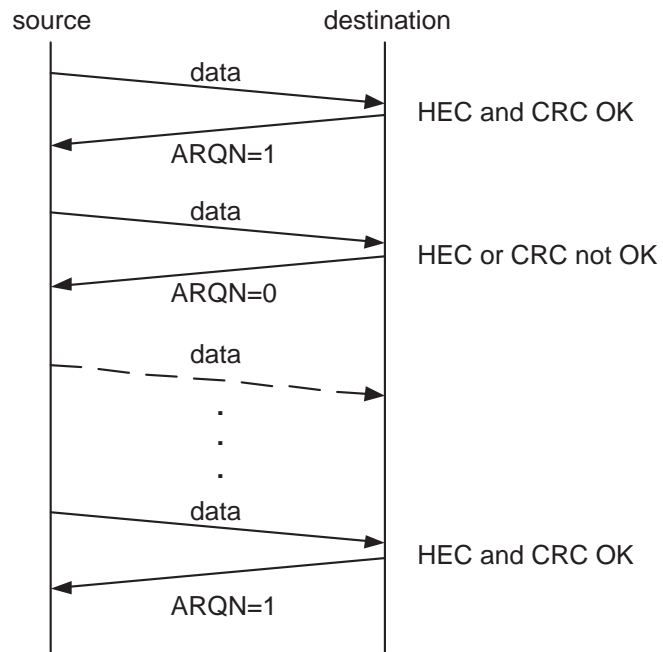 source
destination
data
HEC and CRC OK
ARQN=1
data
HEC or CRC not OK
ARQN=0
data
.
.
.
data
HEC and CRC OK
ARQN=1